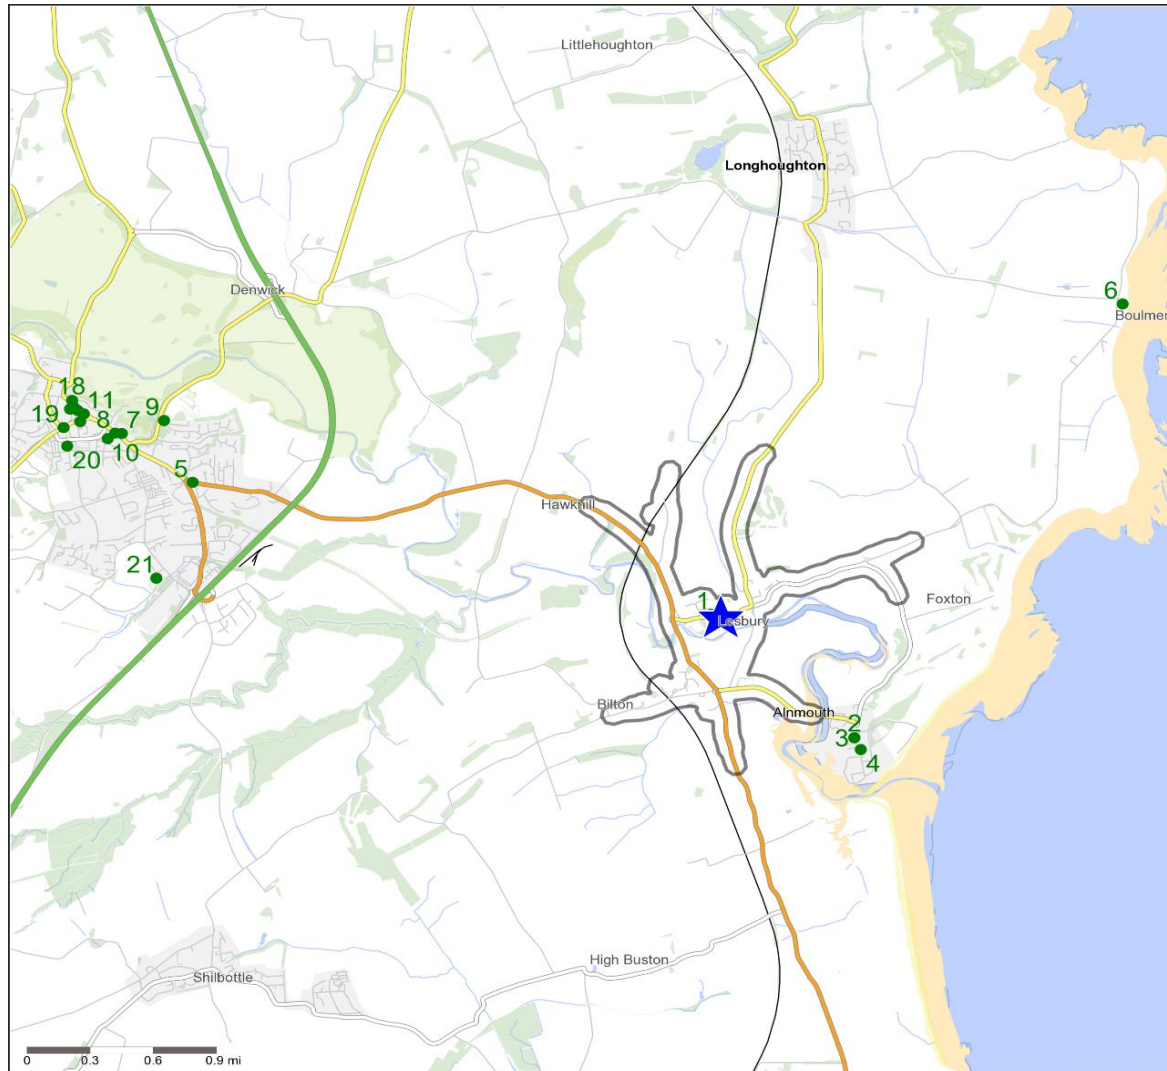 Littlehoughton
Longhoughton
Denwick
6
Boulmer
18
11
19
8
7
9
20
10
5
Hawkhill
21
1
Lesbury
Foxton
Bilton
Alnmouth
2
3
4
High Buston
Shilbottle
0 0.3 0.6 0.9 mi